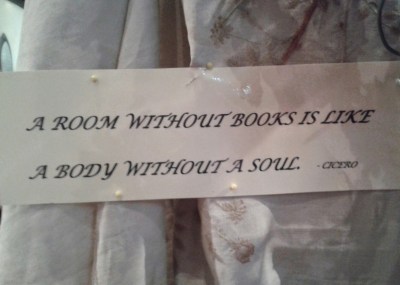 A ROOM WITHOUT BOOKS IS LIKE
A BODY WITHOUT A SOUL. - CICERO